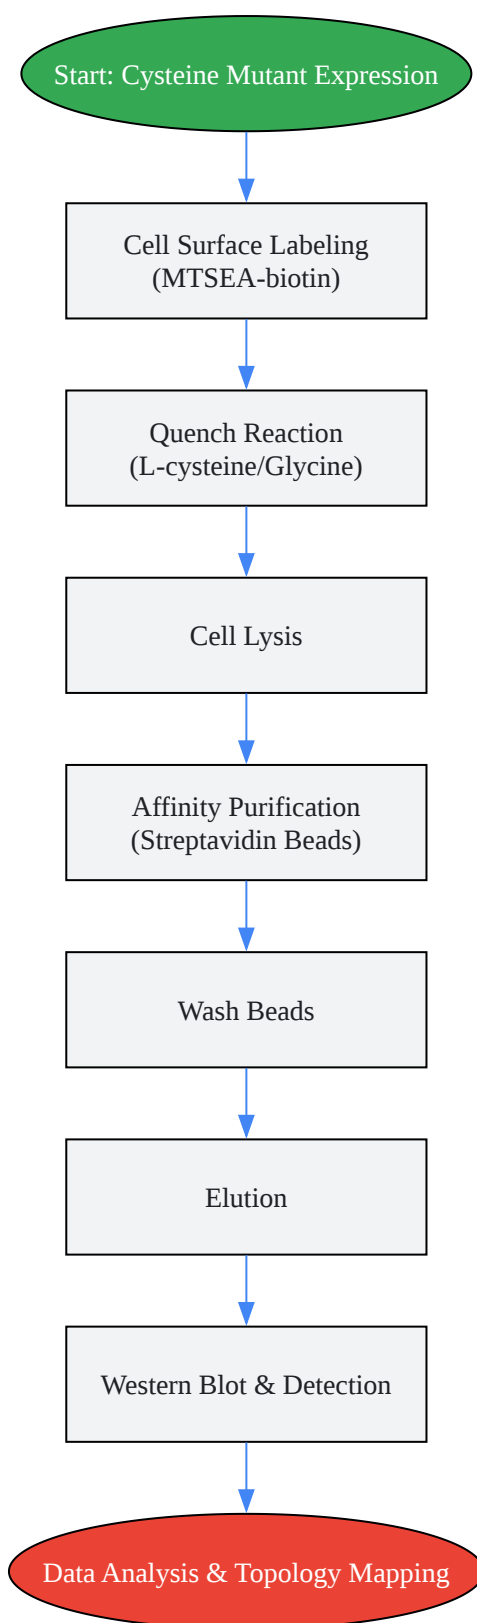 Start: Cysteine Mutant Expression
Cell Surface Labeling
(MTSEA-biotin)
Quench Reaction
(L-cysteine/Glycine)
Cell Lysis
Affinity Purification
(Streptavidin Beads)
Wash Beads
Elution
Western Blot & Detection
Data Analysis & Topology Mapping